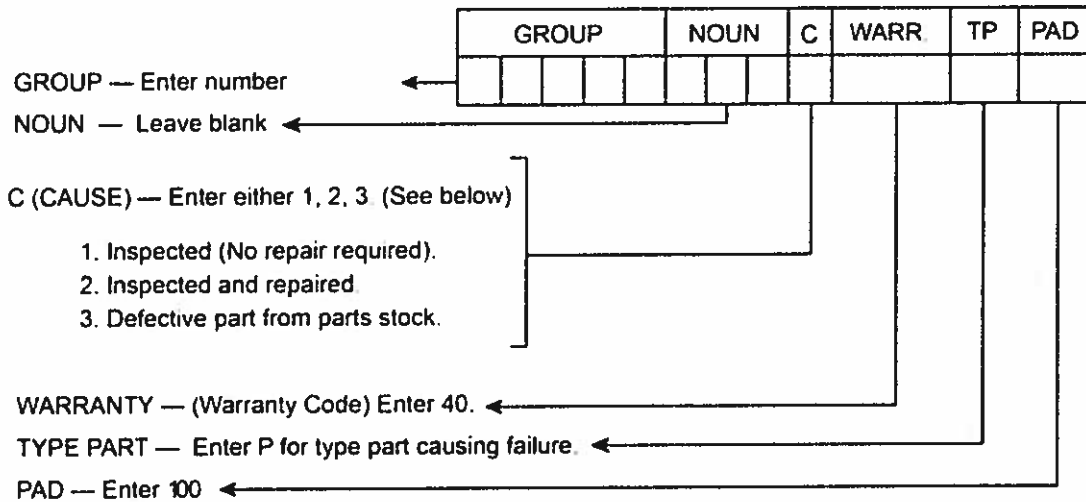 GROUP NOUN C WARR. TP PAD
GROUP — Enter number
NOUN — Leave blank
C (CAUSE) — Enter either 1, 2, 3. (See below)
1. Inspected (No repair required).
2. Inspected and repaired.
3. Defective part from parts stock.
WARRANTY — (Warranty Code) Enter 40.
TYPE PART — Enter P for type part causing failure.
PAD — Enter 100